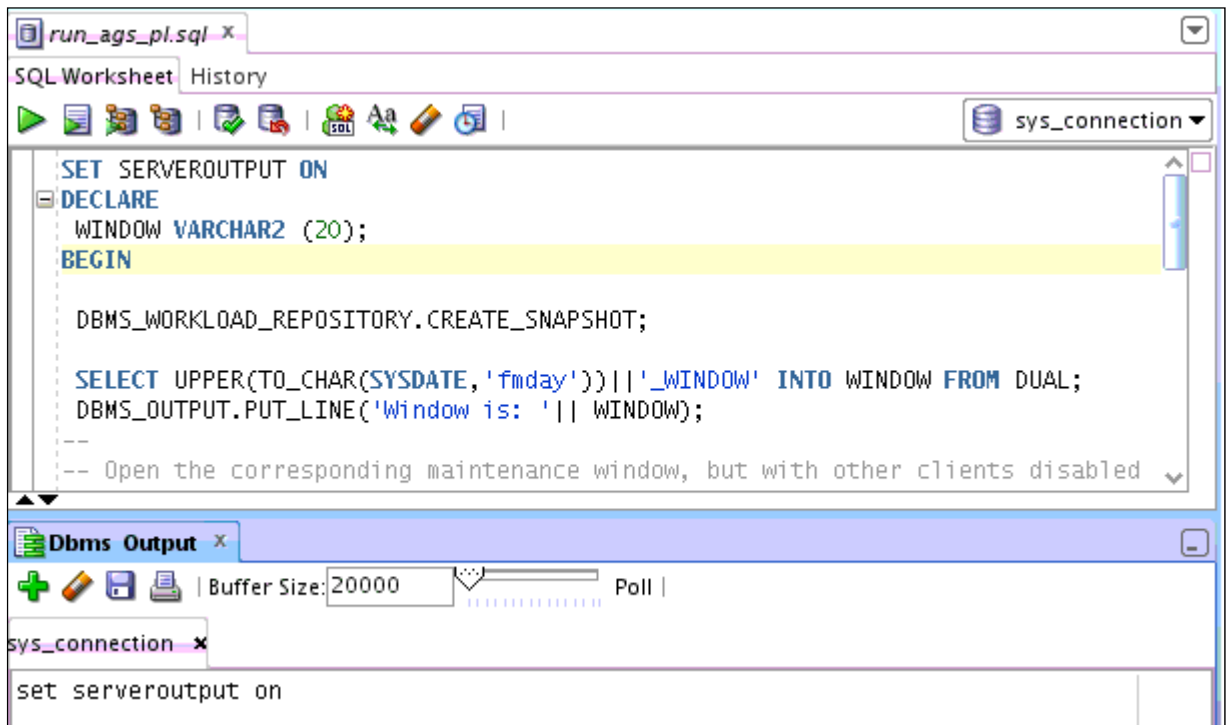 run_ags_pl.sql x
SQL Worksheet History
sys_connection
SET SERVEROUTPUT ON
DECLARE
WINDOW VARCHAR2 (20);
BEGIN
DBMS_WORKLOAD_REPOSITORY.CREATE_SNAPSHOT;
SELECT UPPER(TO_CHAR(SYSDATE,'fmday'))||'_WINDOW' INTO WINDOW FROM DUAL;
DBMS_OUTPUT.PUT_LINE('Window is: '|| WINDOW);
--
-- Open the corresponding maintenance window, but with other clients disabled
Dbms Output x
Buffer Size: 20000 Poll
sys_connection x
set serveroutput on